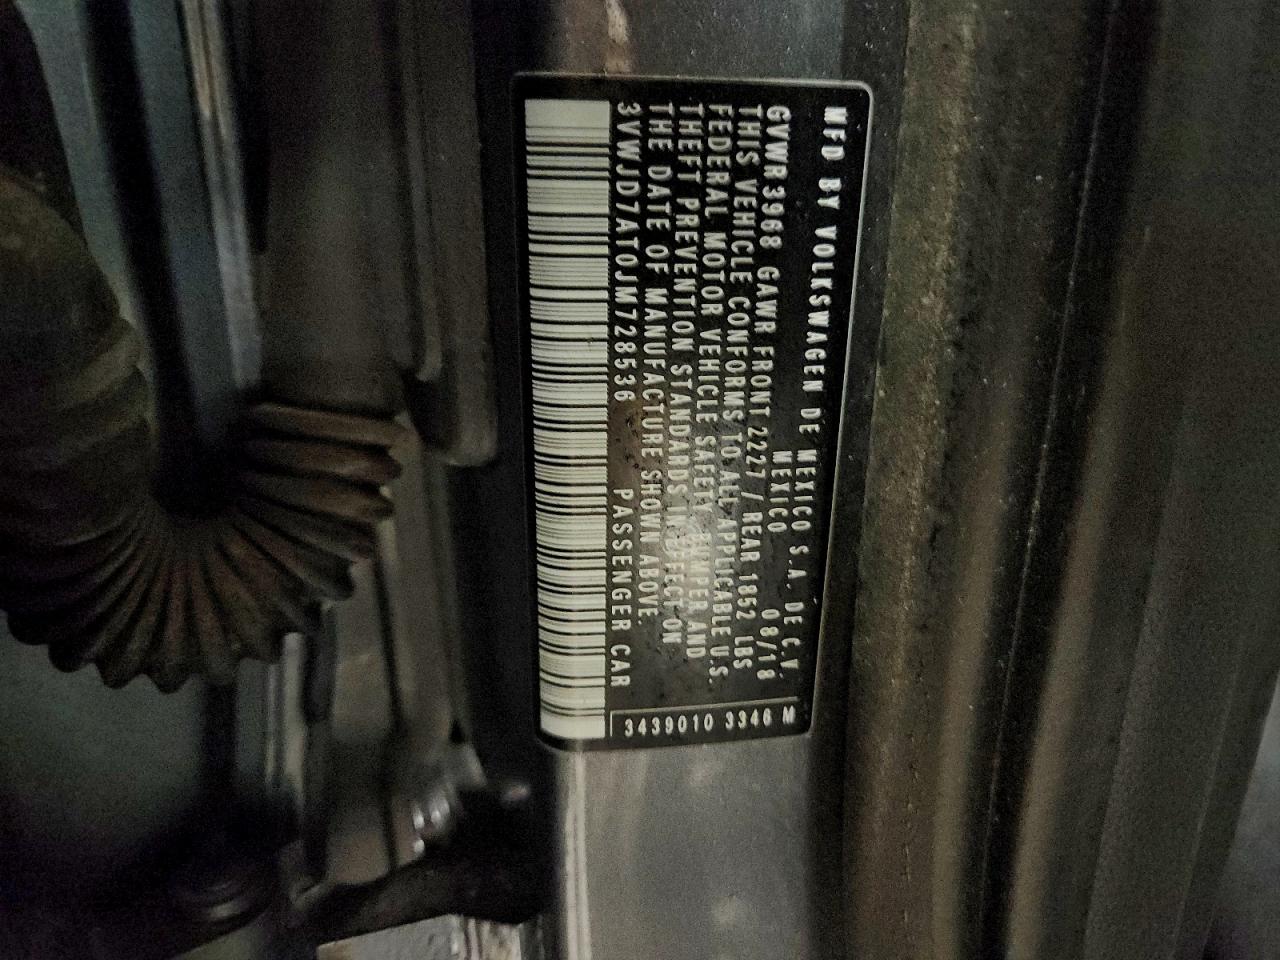 MFD BY VOLKSWAGEN DE MEXICO S.A. DE C.V.
MEXICO 08/18
GVWR3968 GAWR FRONT 2227 / REAR 1852 LBS
THIS VEHICLE CONFORMS TO ALL APPLICABLE U.S.
FEDERAL MOTOR VEHICLE SAFETY BUMPER AND
THEFT PREVENTION STANDARDS IN EFFECT ON
THE DATE OF MANUFACTURE SHOWN ABOVE.
3VWJD7AT0JM728536 PASSENGER CAR
3439010 3346 M